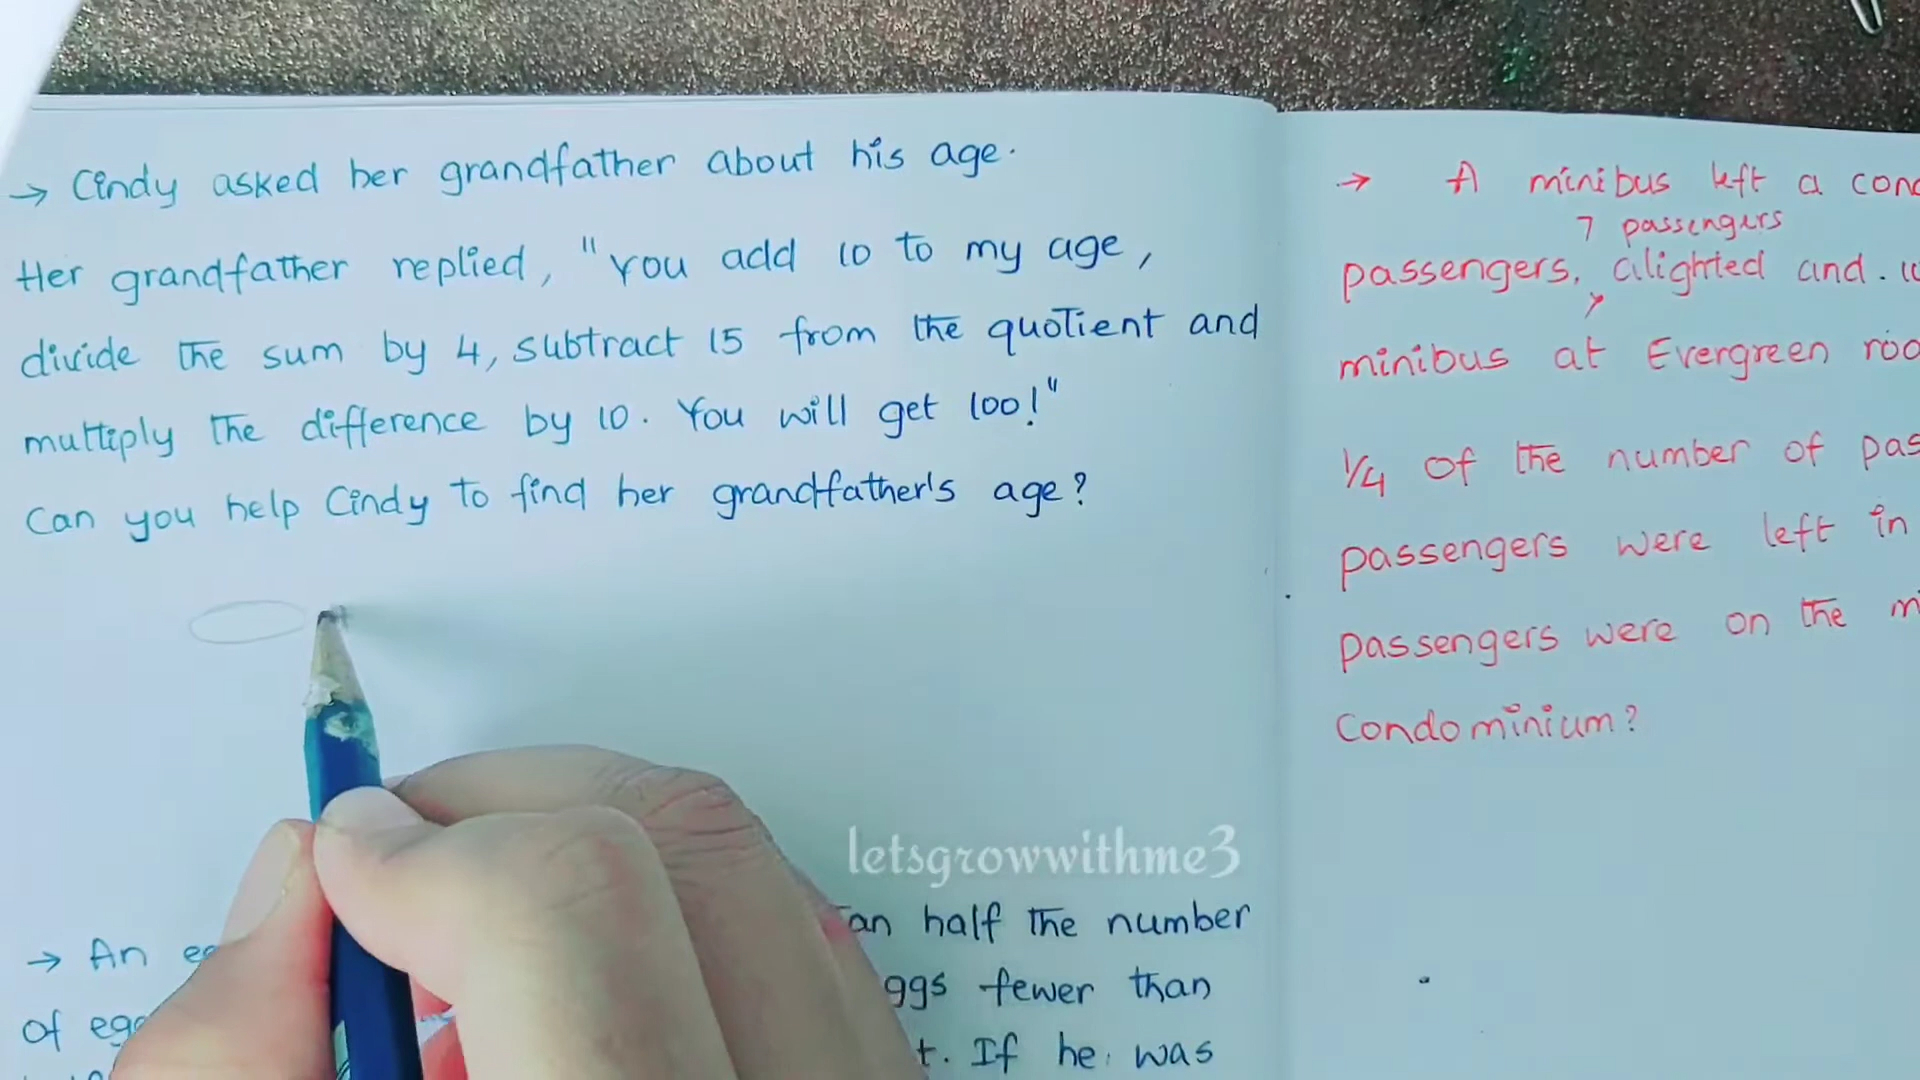 → Cindy asked her grandfather about his age.
Her grandfather replied, "You add 10 to my age,
divide the sum by 4, subtract 15 from the quotient and
multiply the difference by 10. You will get 100!"
Can you help Cindy to find her grandfather's age?
letsgrowwithme3
→ An half the number
of fewer than
If he was
→ A minibus left a
7 passengers
passengers, alighted and.
minibus at Evergreen
1/4 of the number of
passengers were left in
passengers were on the
Condominium?